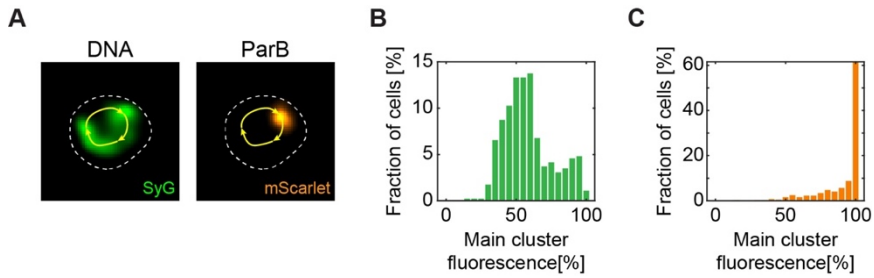 A
DNA
ParB
SyG
mScarlet
B
Fraction of cells [%]
15
10
5
0
0
50
100
Main cluster
fluorescence[%]
C
Fraction of cells [%]
60
40
20
0
0
50
100
Main cluster
fluorescence[%]